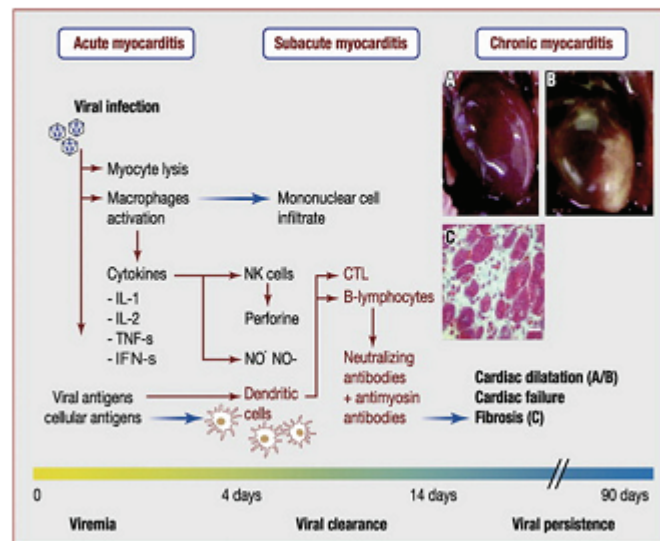 Acute myocarditis
Subacute myocarditis
Chronic myocarditis
Viral infection
A
B
Myocyte lysis
Macrophages
activation
Mononuclear cell
infiltrate
C
Cytokines
- IL-1
- IL-2
- TNF-s
- IFN-s
NK cells
Perforine
NO• NO-
CTL
B-lymphocytes
Neutralizing
antibodies
+ antimyosin
antibodies
Viral antigens
cellular antigens
Dendritic
cells
Cardiac dilatation (A/B)
Cardiac failure
Fibrosis (C)
0
4 days
14 days
90 days
Viremia
Viral clearance
Viral persistence